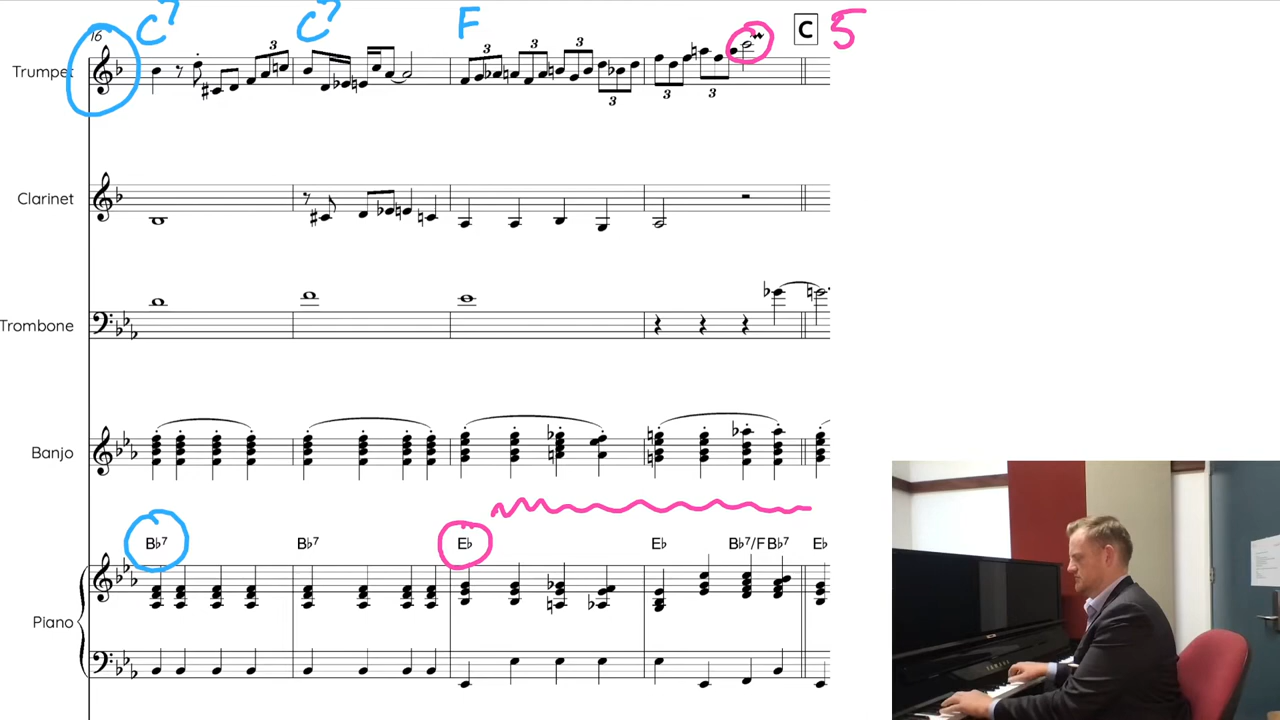 C7 C7 F
16
C 5
Trumpet
3 3 3 3 3 3 3
Clarinet
Trombone
Banjo
B♭7 B♭7 E♭ E♭ B♭7/F B♭7 E♭
Piano
YAMAHA